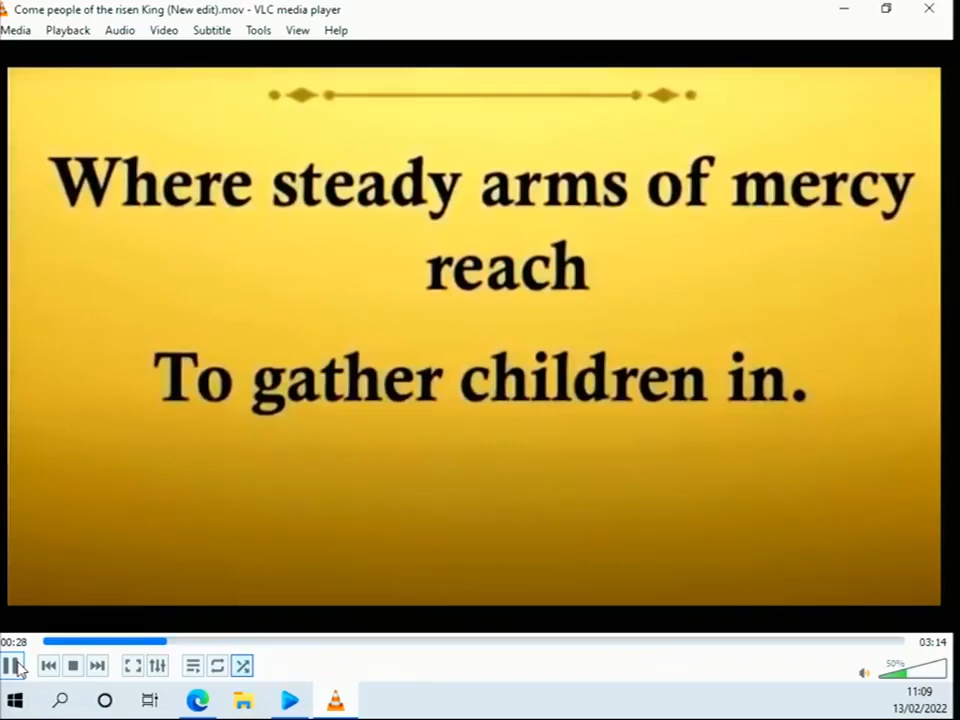 Come people of the risen King (New edit).mov - VLC media player
Media Playback Audio Video Subtitle Tools View Help
Where steady arms of mercy
reach
To gather children in.
00:28
03:14
50%
11:09
13/02/2022